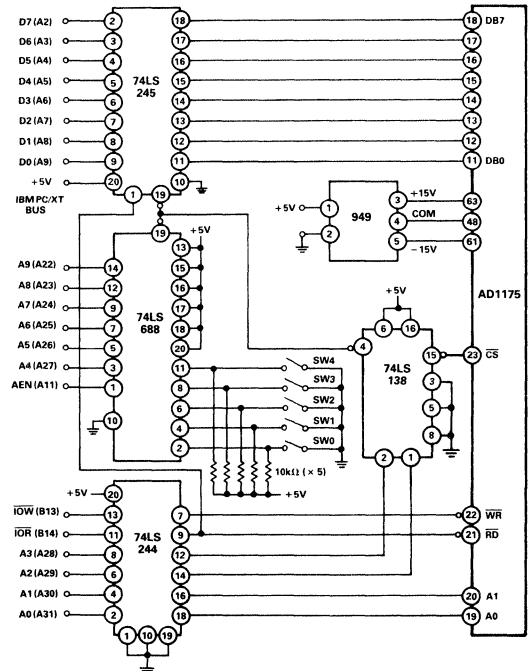 D7 (A2) 2 18 18 DB7
D6 (A3) 3 17 17
D5 (A4) 4 16 16
D4 (A5) 5 74LS 15 15
245
D3 (A6) 6 14 14
D2 (A7) 7 13 13
D1 (A8) 8 12 12
D0 (A9) 9 11 11 DB0
+5V 20 10
IBM PC/XT
BUS
1 19
+5V 1 949 3 +15V 63
4 COM 48
2 5 −15V 61
19
+5V
13
A9 (A22) 14 15
A8 (A23) 12 16
A7 (A24) 9 74LS 17
688
A6 (A25) 7 18
A5 (A26) 5 20
A4 (A27) 3 11 SW4
AEN (A11) 1 8 SW3
10 6 SW2
4 SW1
2 SW0
10kΩ (× 5)
+5V
+5V
6 16
4 15 23 CS
74LS
138
3
5
8
2 1
AD1175
+5V 20
IOW (B13) 13 7 22 WR
IOR (B14) 11 74LS 9 21 RD
244
A3 (A28) 8 12
A2 (A29) 6 14
A1 (A30) 4 16 20 A1
A0 (A31) 2 18 19 A0
1 10 19